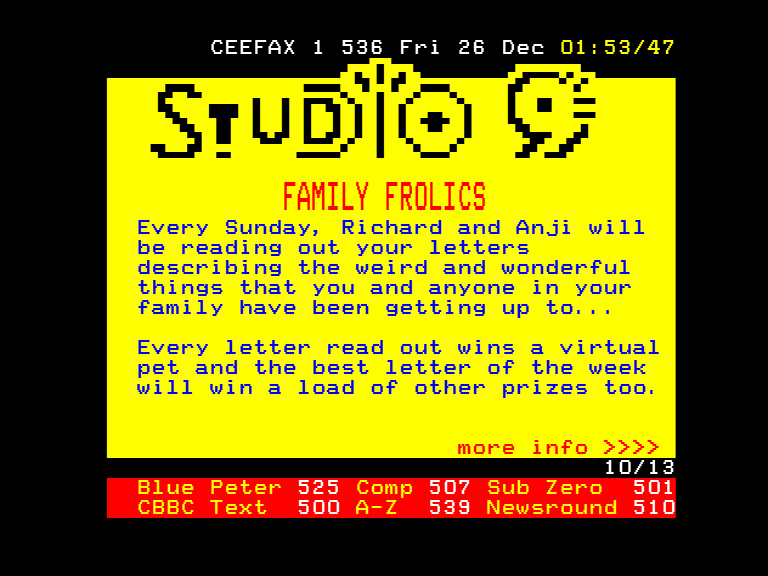 CEEFAX 1 536 Fri 26 Dec 01:53/47
STUDIO 9
FAMILY FROLICS
Every Sunday, Richard and Anji will
be reading out your letters
describing the weird and wonderful
things that you and anyone in your
family have been getting up to...
Every letter read out wins a virtual
pet and the best letter of the week
will win a load of other prizes too.
more info >>>>
10/13
Blue Peter 525 Comp 507 Sub Zero 501
CBBC Text 500 A-Z 539 Newsround 510